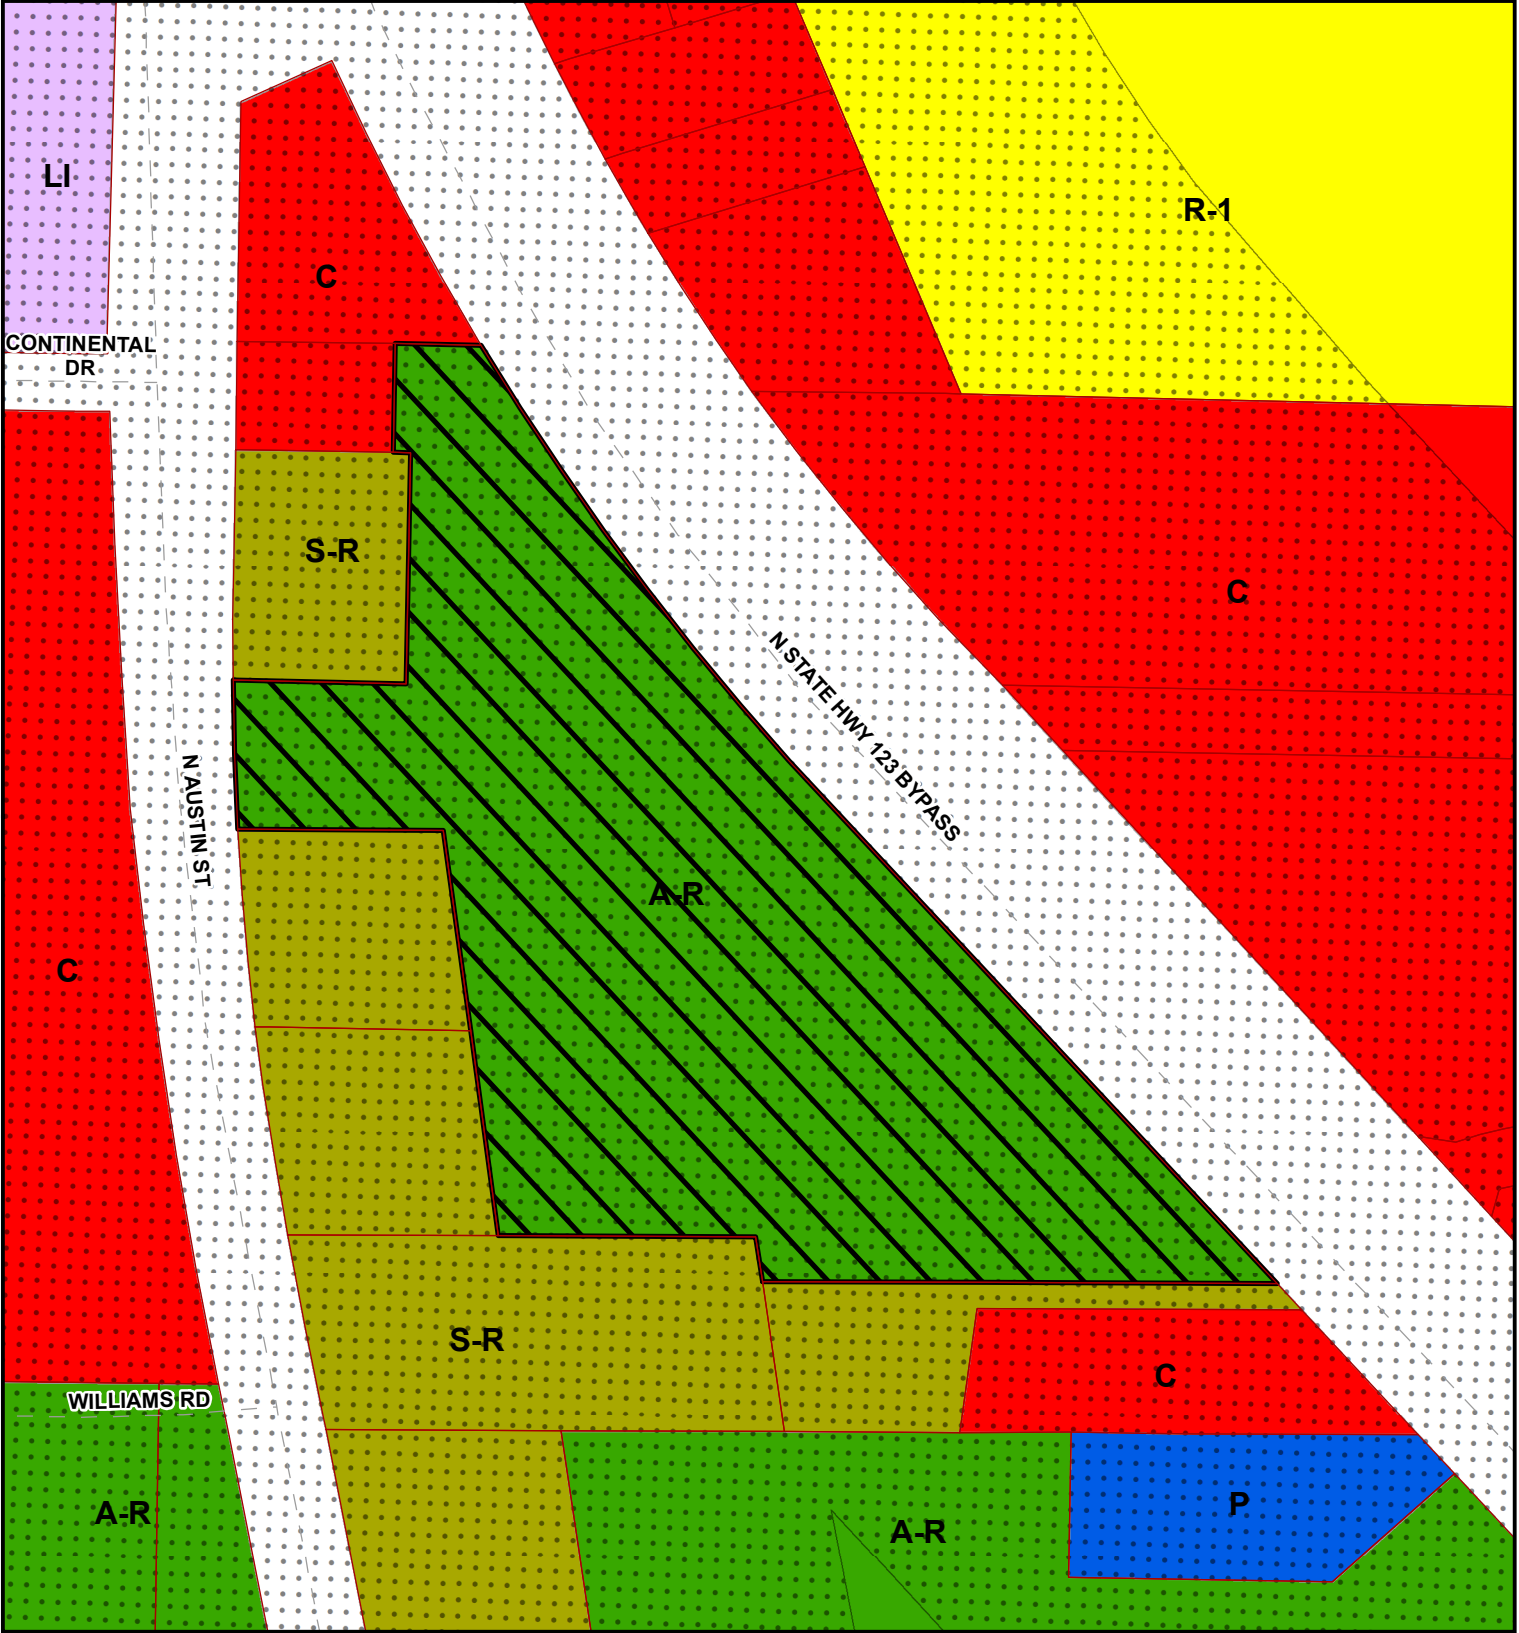 LI
R-1
C
CONTINENTAL
DR
S-R
C
N STATE HWY 123 BYPASS
N AUSTIN ST
A-R
C
S-R
C
WILLIAMS RD
A-R
P
A-R